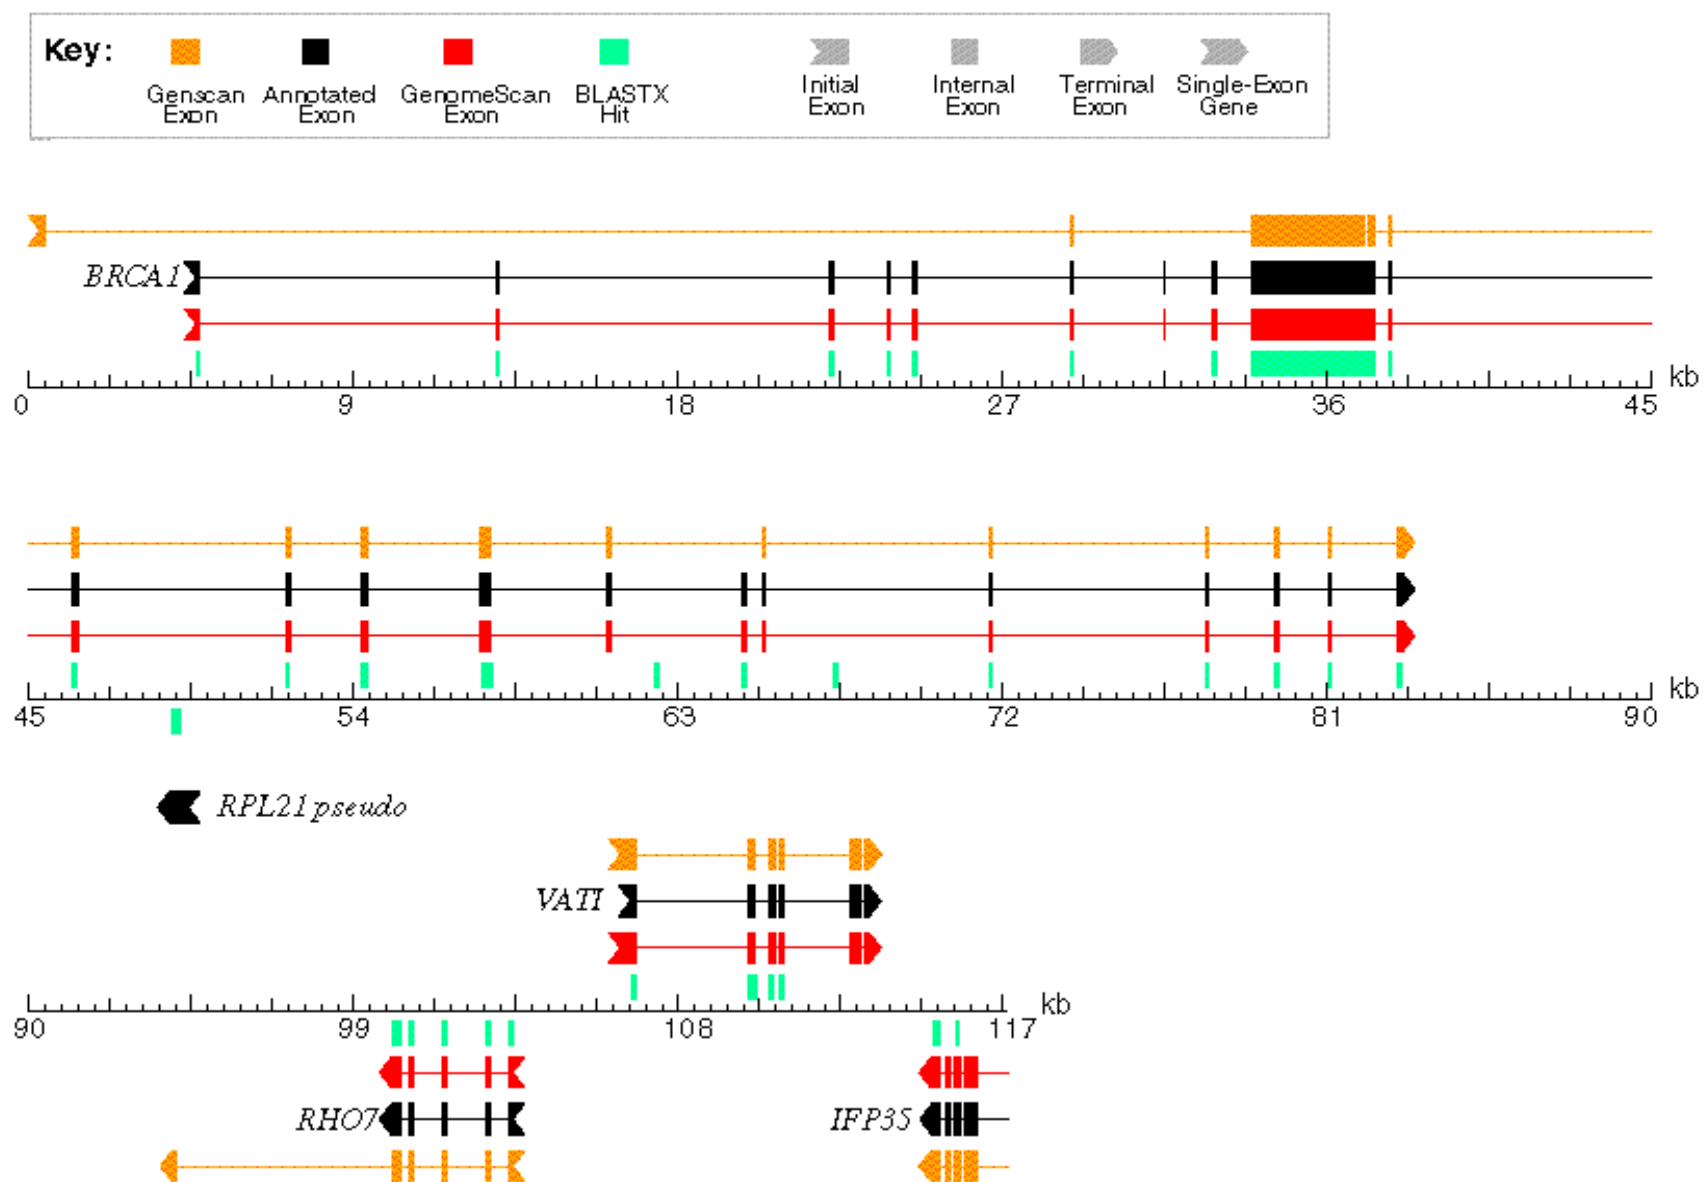 Key:
Genscan Exon
Annotated Exon
GenomeScan Exon
BLASTX Hit
Initial Exon
Internal Exon
Terminal Exon
Single-Exon Gene
BRCA1
0 9 18 27 36 45 kb
45 54 63 72 81 90 kb
RPL21 pseudo
VATI
90 99 108 117 kb
RHO7 IFP35